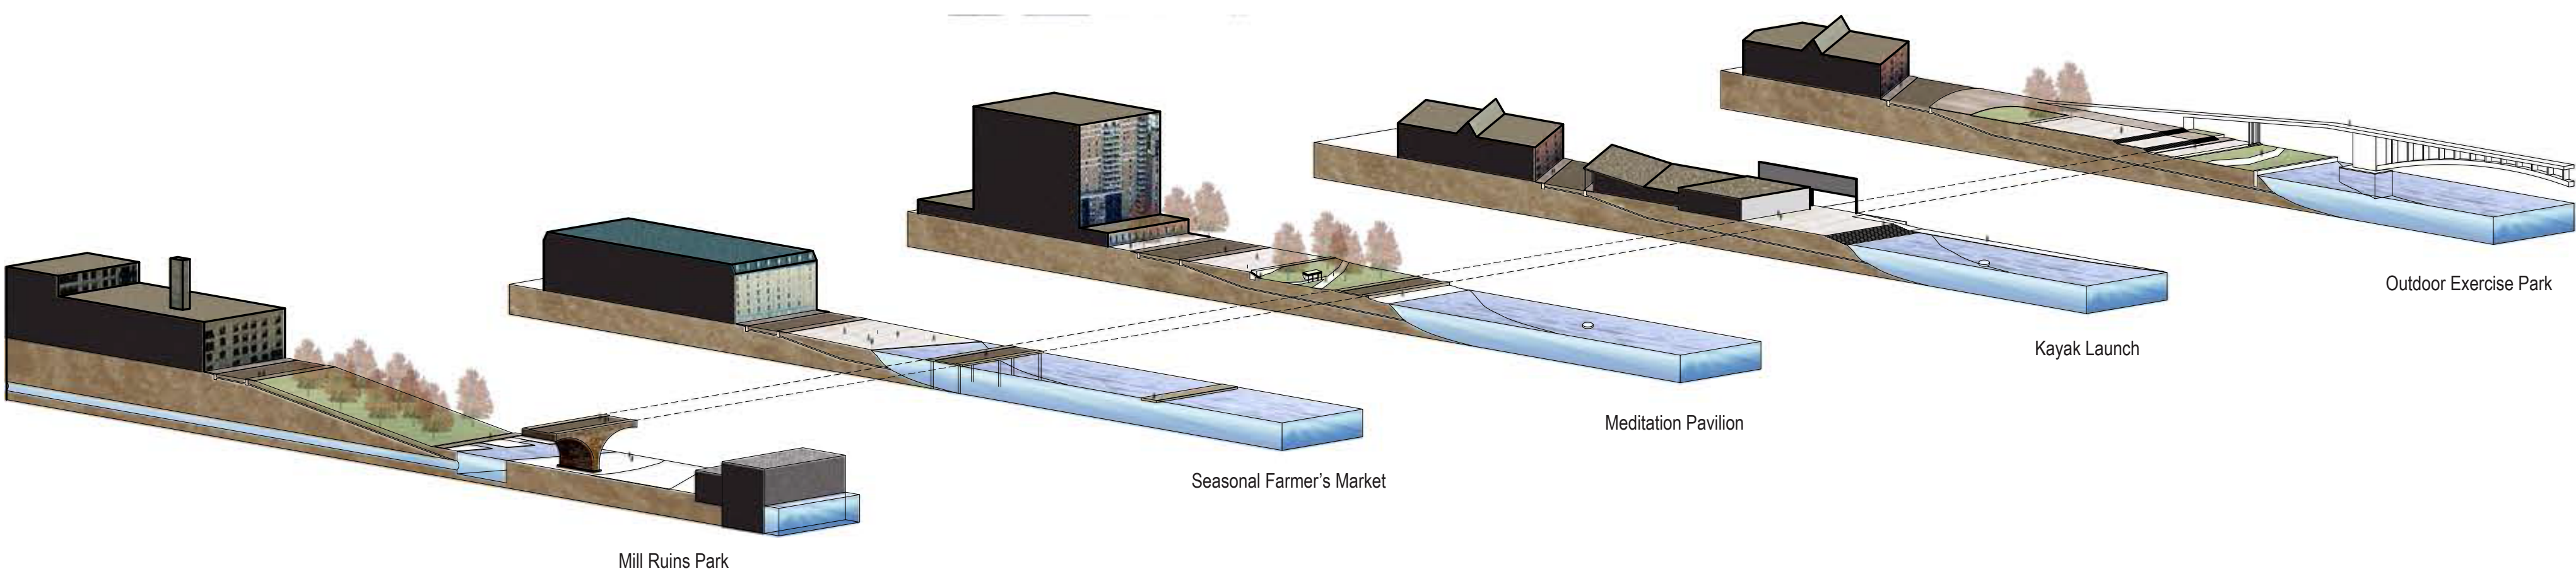 Outdoor Exercise Park
Kayak Launch
Meditation Pavilion
Seasonal Farmer's Market
Mill Ruins Park